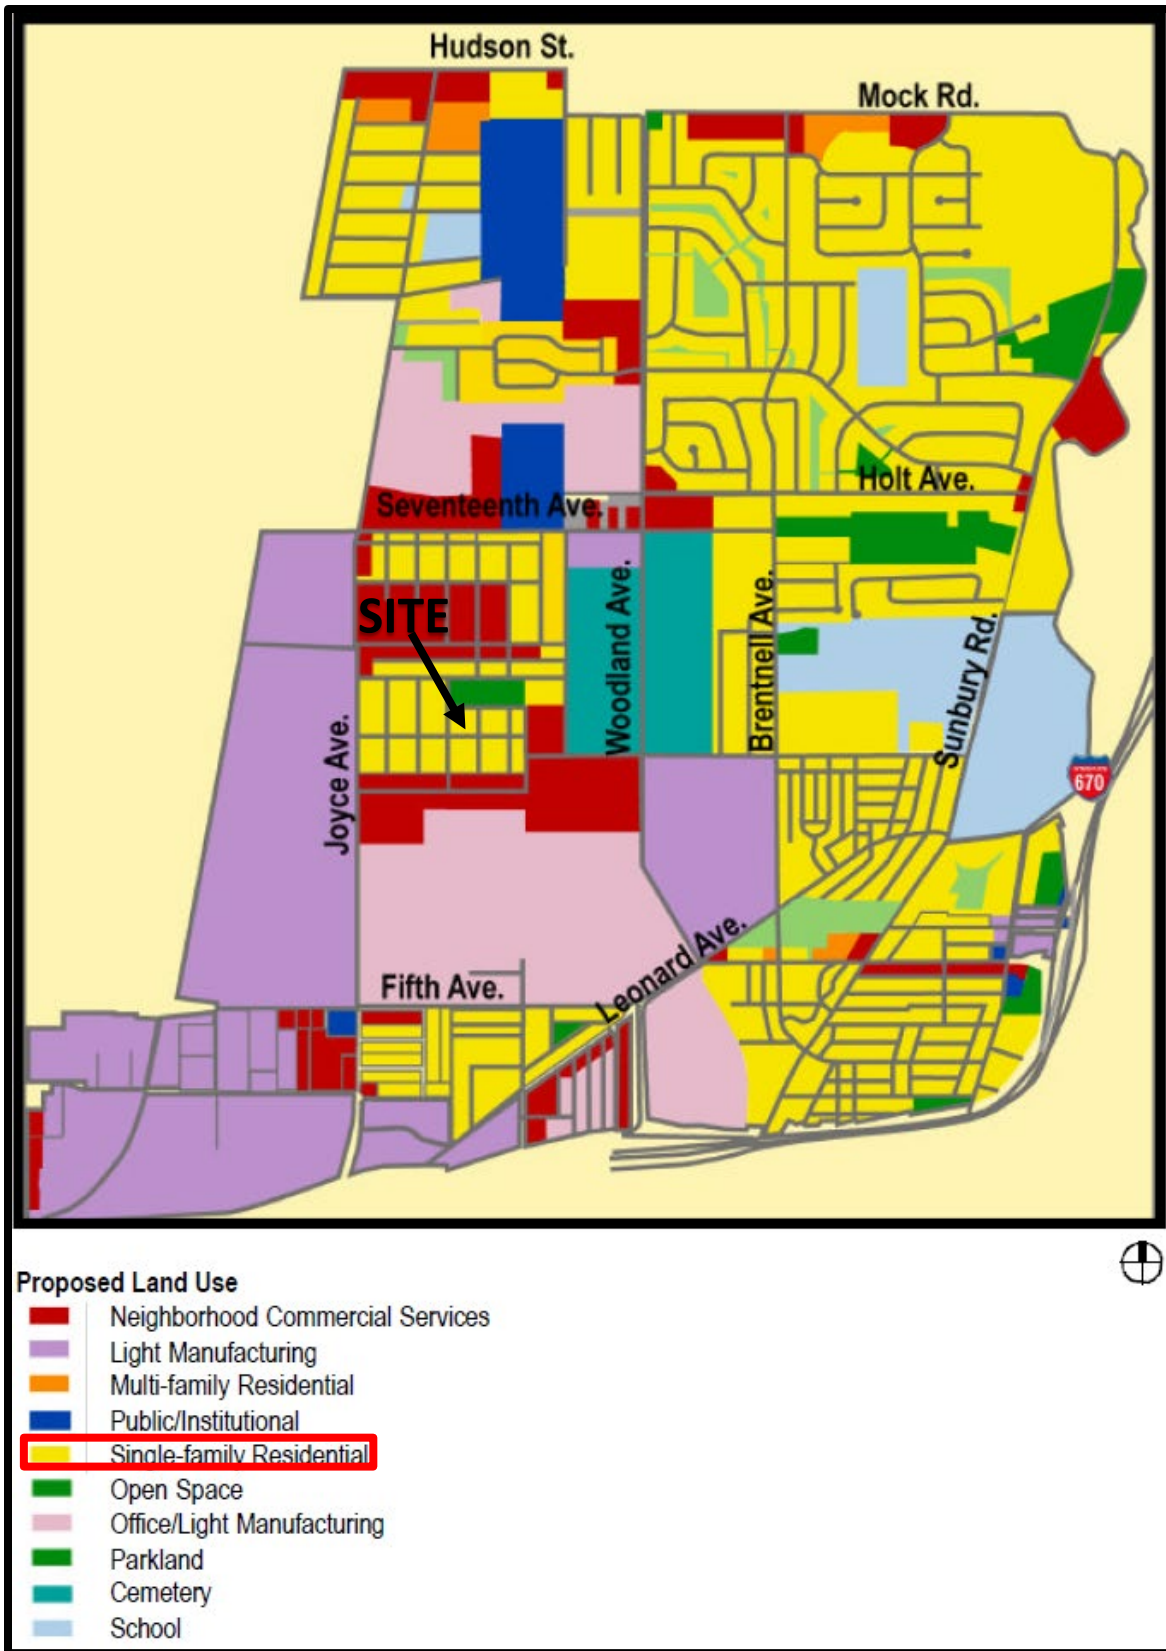 Hudson St.
Mock Rd.
Holt Ave.
Seventeenth Ave.
SITE
Woodland Ave.
Brentnell Ave.
Sunbury Rd.
Joyce Ave.
670
Leonard Ave.
Fifth Ave.
Proposed Land Use
Neighborhood Commercial Services
Light Manufacturing
Multi-family Residential
Public/Institutional
Single-family Residential
Open Space
Office/Light Manufacturing
Parkland
Cemetery
School